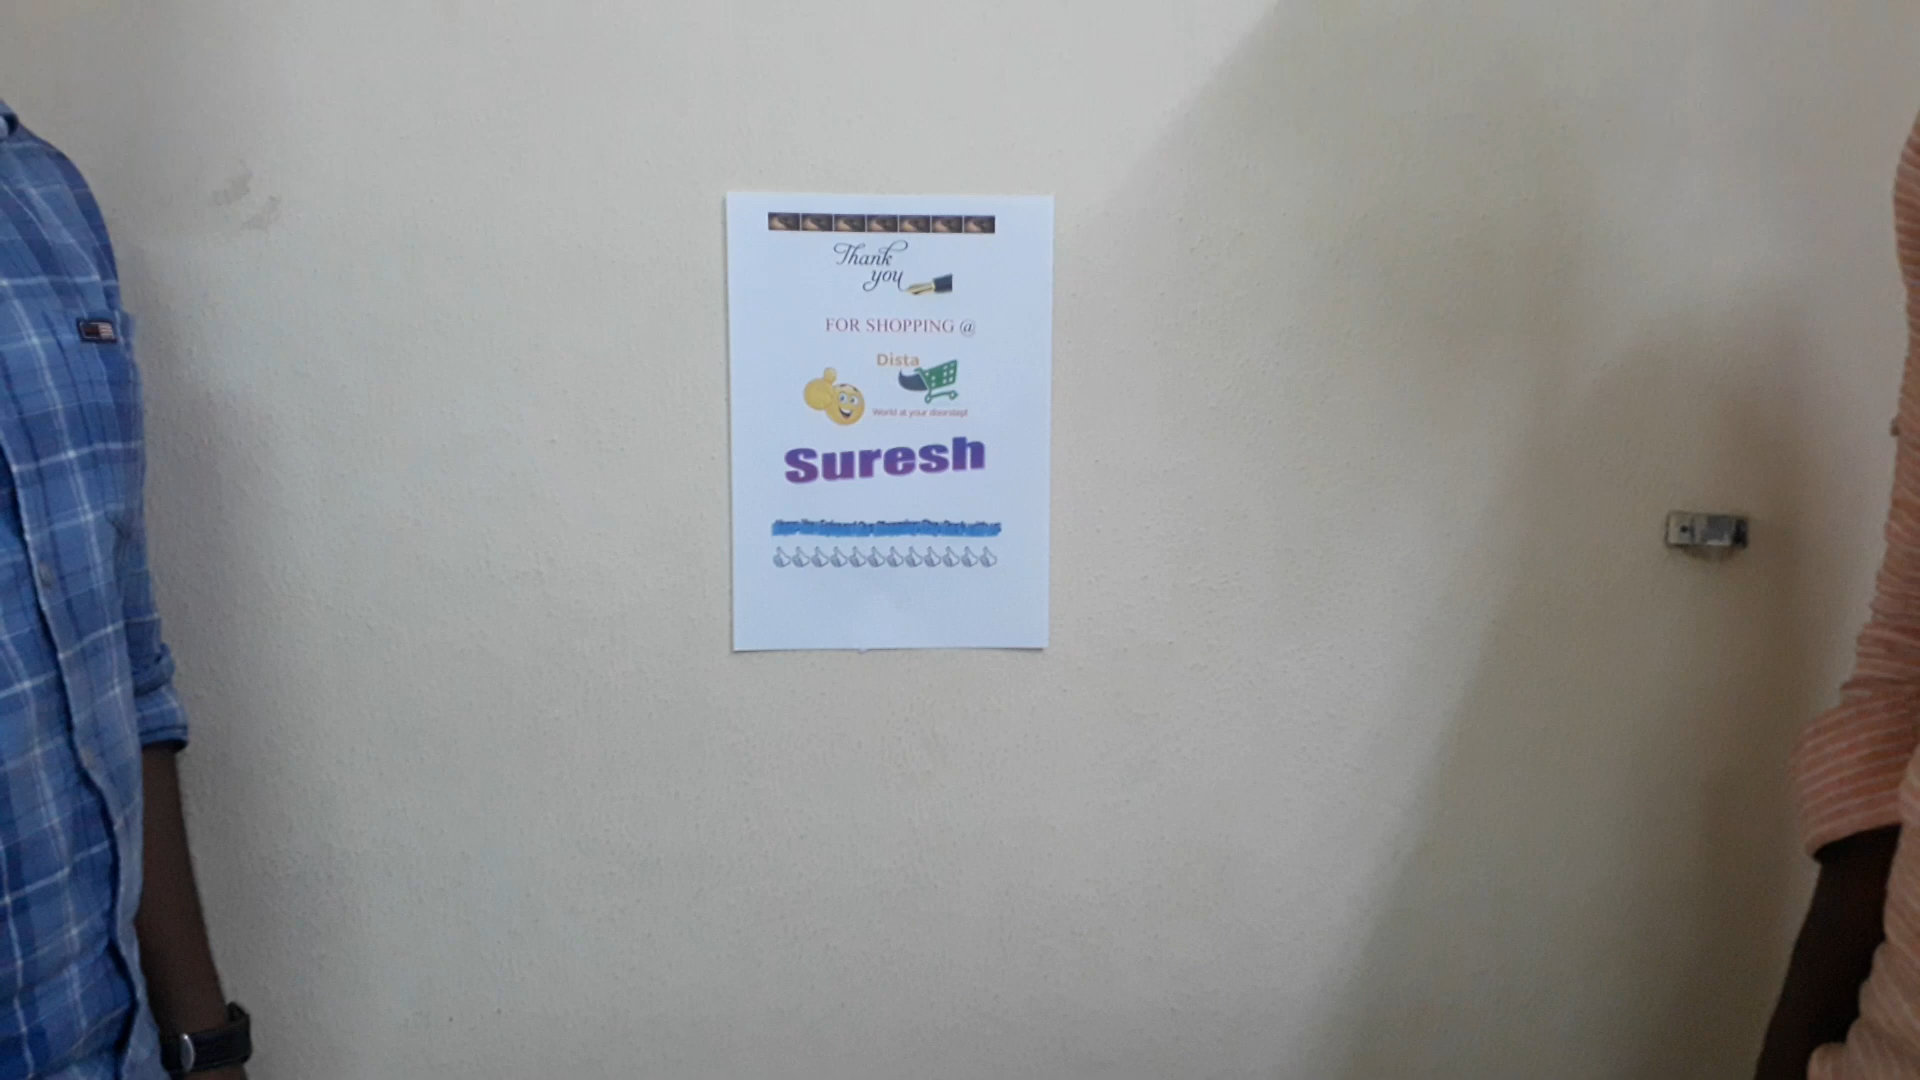 Thank
you
FOR SHOPPING @
Dista
World at your doorstep!
Suresh